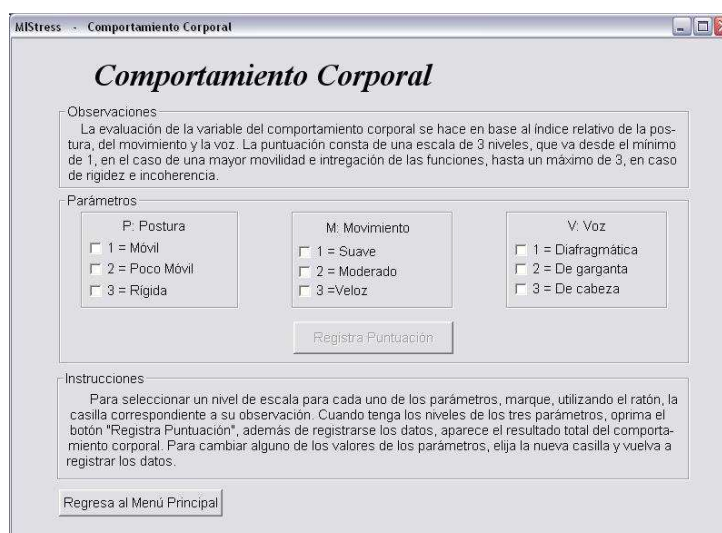 MIStress - Comportamiento Corporal
Comportamiento Corporal
Observaciones
La evaluación de la variable del comportamiento corporal se hace en base al índice relativo de la pos-
tura, del movimiento y la voz. La puntuación consta de una escala de 3 niveles, que va desde el mínimo
de 1, en el caso de una mayor movilidad e intregación de las funciones, hasta un máximo de 3, en caso
de rigidez e incoherencia.
Parámetros
P: Postura
1 = Móvil
2 = Poco Móvil
3 = Rígida
M: Movimiento
1 = Suave
2 = Moderado
3 =Veloz
V: Voz
1 = Diafragmática
2 = De garganta
3 = De cabeza
Registra Puntuación
Instrucciones
Para seleccionar un nivel de escala para cada uno de los parámetros, marque, utilizando el ratón, la
casilla correspondiente a su observación. Cuando tenga los niveles de los tres parámetros, oprima el
botón "Registra Puntuación", además de registrarse los datos, aparece el resultado total del comporta-
miento corporal. Para cambiar alguno de los valores de los parámetros, elija la nueva casilla y vuelva a
registrar los datos.
Regresa al Menú Principal